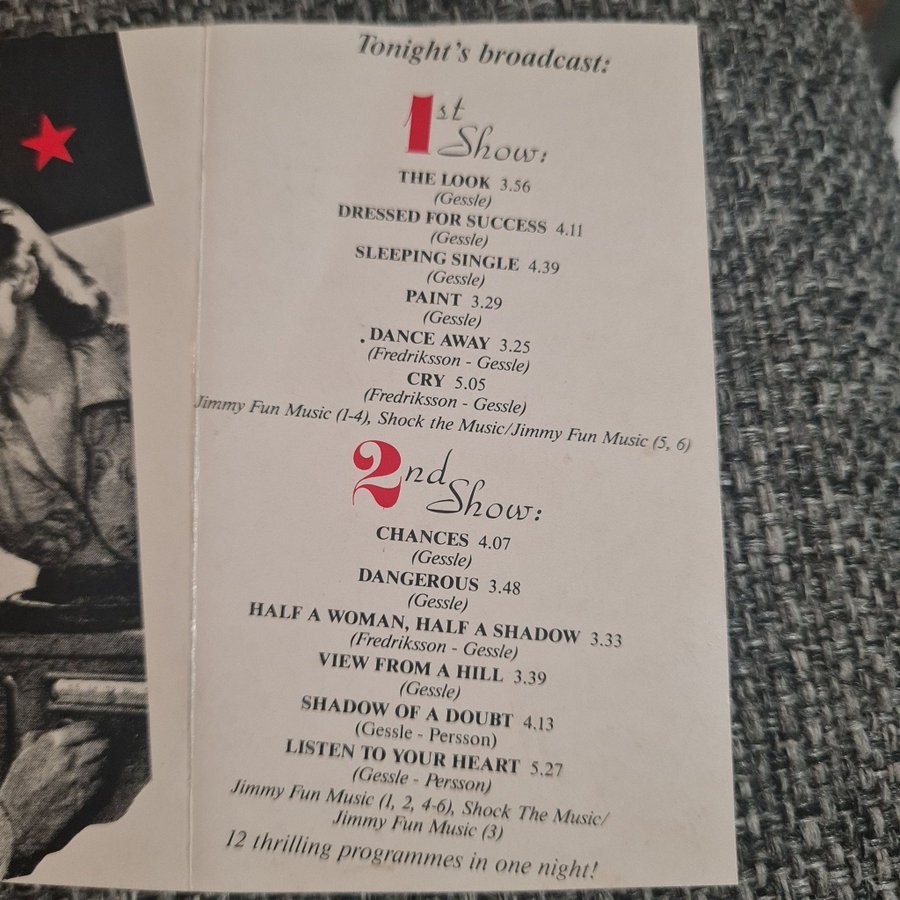 Tonight's broadcast:
1st Show:
THE LOOK 3.56
(Gessle)
DRESSED FOR SUCCESS 4.11
(Gessle)
SLEEPING SINGLE 4.39
(Gessle)
PAINT 3.29
(Gessle)
DANCE AWAY 3.25
(Fredriksson - Gessle)
CRY 5.05
(Fredriksson - Gessle)
Jimmy Fun Music (1-4), Shock the Music/Jimmy Fun Music (5, 6)
2nd Show:
CHANCES 4.07
(Gessle)
DANGEROUS 3.48
(Gessle)
HALF A WOMAN, HALF A SHADOW 3.33
(Fredriksson - Gessle)
VIEW FROM A HILL 3.39
(Gessle)
SHADOW OF A DOUBT 4.13
(Gessle - Persson)
LISTEN TO YOUR HEART 5.27
(Gessle - Persson)
Jimmy Fun Music (1, 2, 4-6), Shock The Music/
Jimmy Fun Music (3)
12 thrilling programmes in one night!